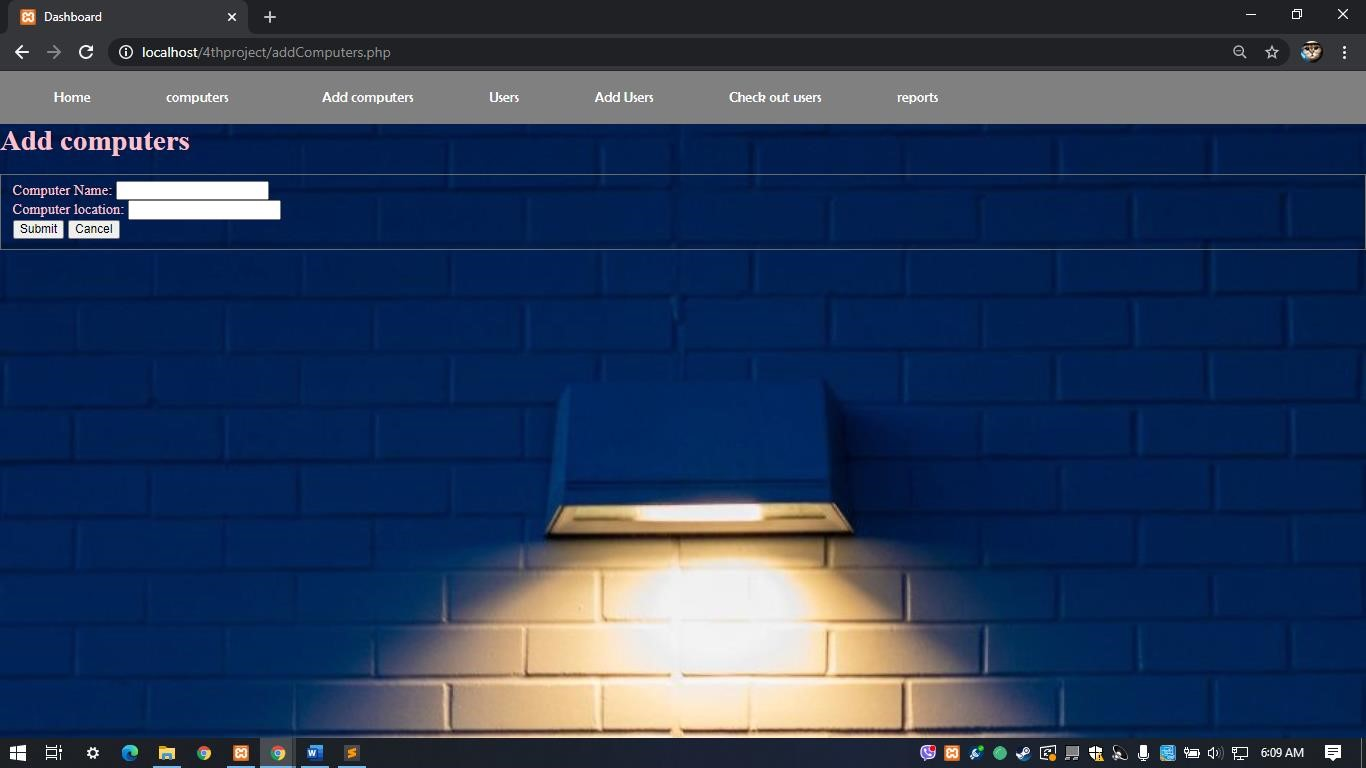 Dashboard
localhost/4thproject/addComputers.php
Home computers Add computers Users Add Users Check out users reports
Add computers
Computer Name:
Computer location:
Submit Cancel
6:09 AM